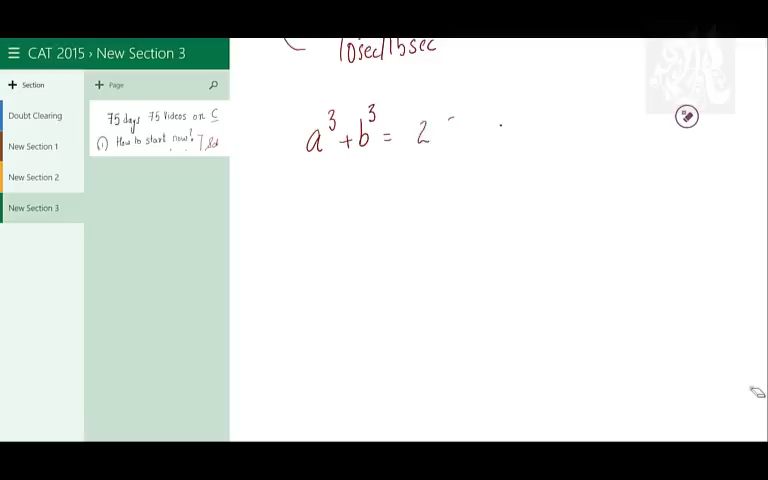 CAT 2015 › New Section 3
+ Section
+ Page
Doubt Clearing
New Section 1
New Section 2
New Section 3
75 days 75 Videos on C
① How to start now?
10sec/15sec
a³ + b³ = 2